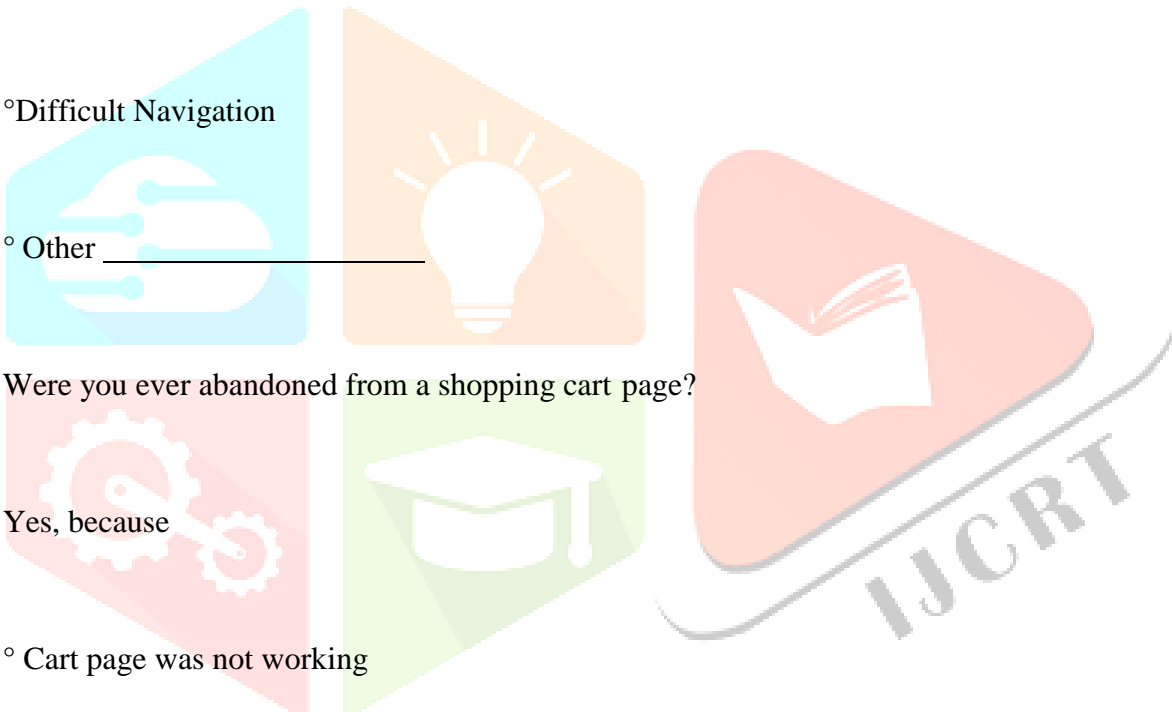 °Difficult Navigation
° Other ____________________
Were you ever abandoned from a shopping cart page?
Yes, because
° Cart page was not working
IJCRT